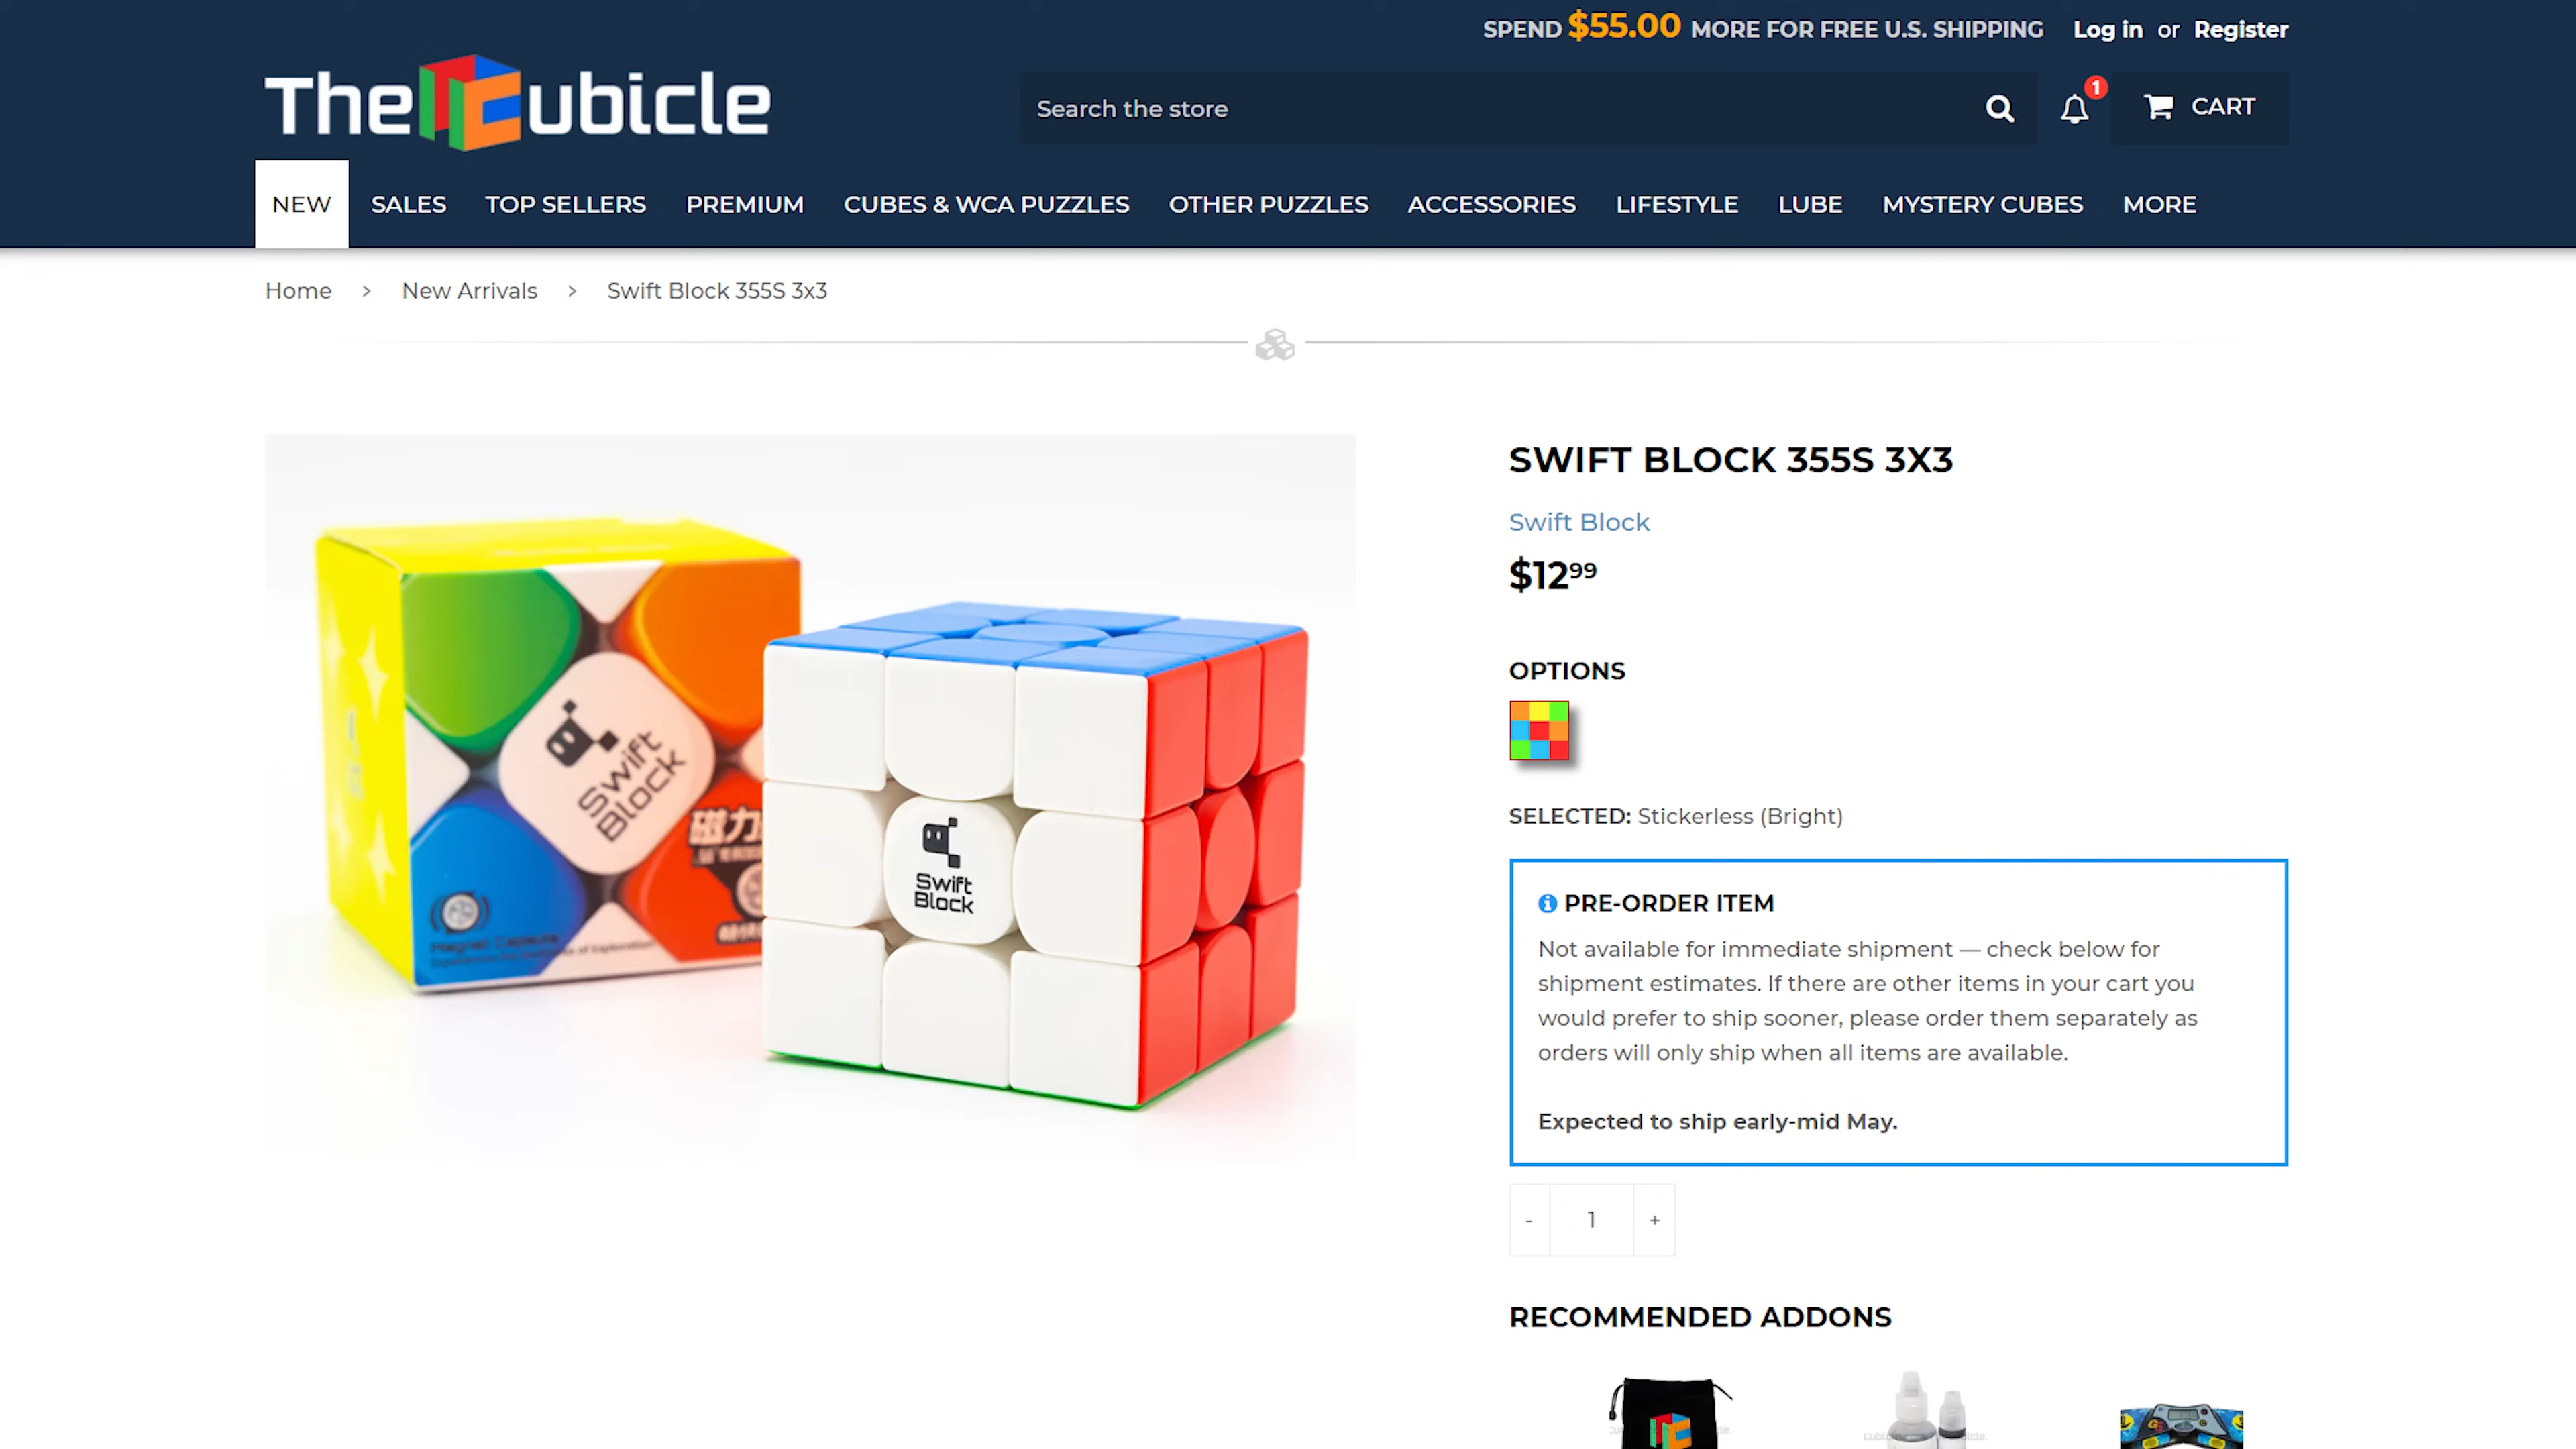 SPEND $55.00 MORE FOR FREE U.S. SHIPPING Log in or Register
TheCubicle
Search the store
1
CART
NEW SALES TOP SELLERS PREMIUM CUBES & WCA PUZZLES OTHER PUZZLES ACCESSORIES LIFESTYLE LUBE MYSTERY CUBES MORE
Home > New Arrivals > Swift Block 355S 3x3
Swift
Block
磁力
Magnet Capsule
Swift
Block
SWIFT BLOCK 355S 3X3
Swift Block
$12.99
OPTIONS
SELECTED: Stickerless (Bright)
PRE-ORDER ITEM
Not available for immediate shipment — check below for
shipment estimates. If there are other items in your cart you
would prefer to ship sooner, please order them separately as
orders will only ship when all items are available.
Expected to ship early-mid May.
- 1 +
RECOMMENDED ADDONS